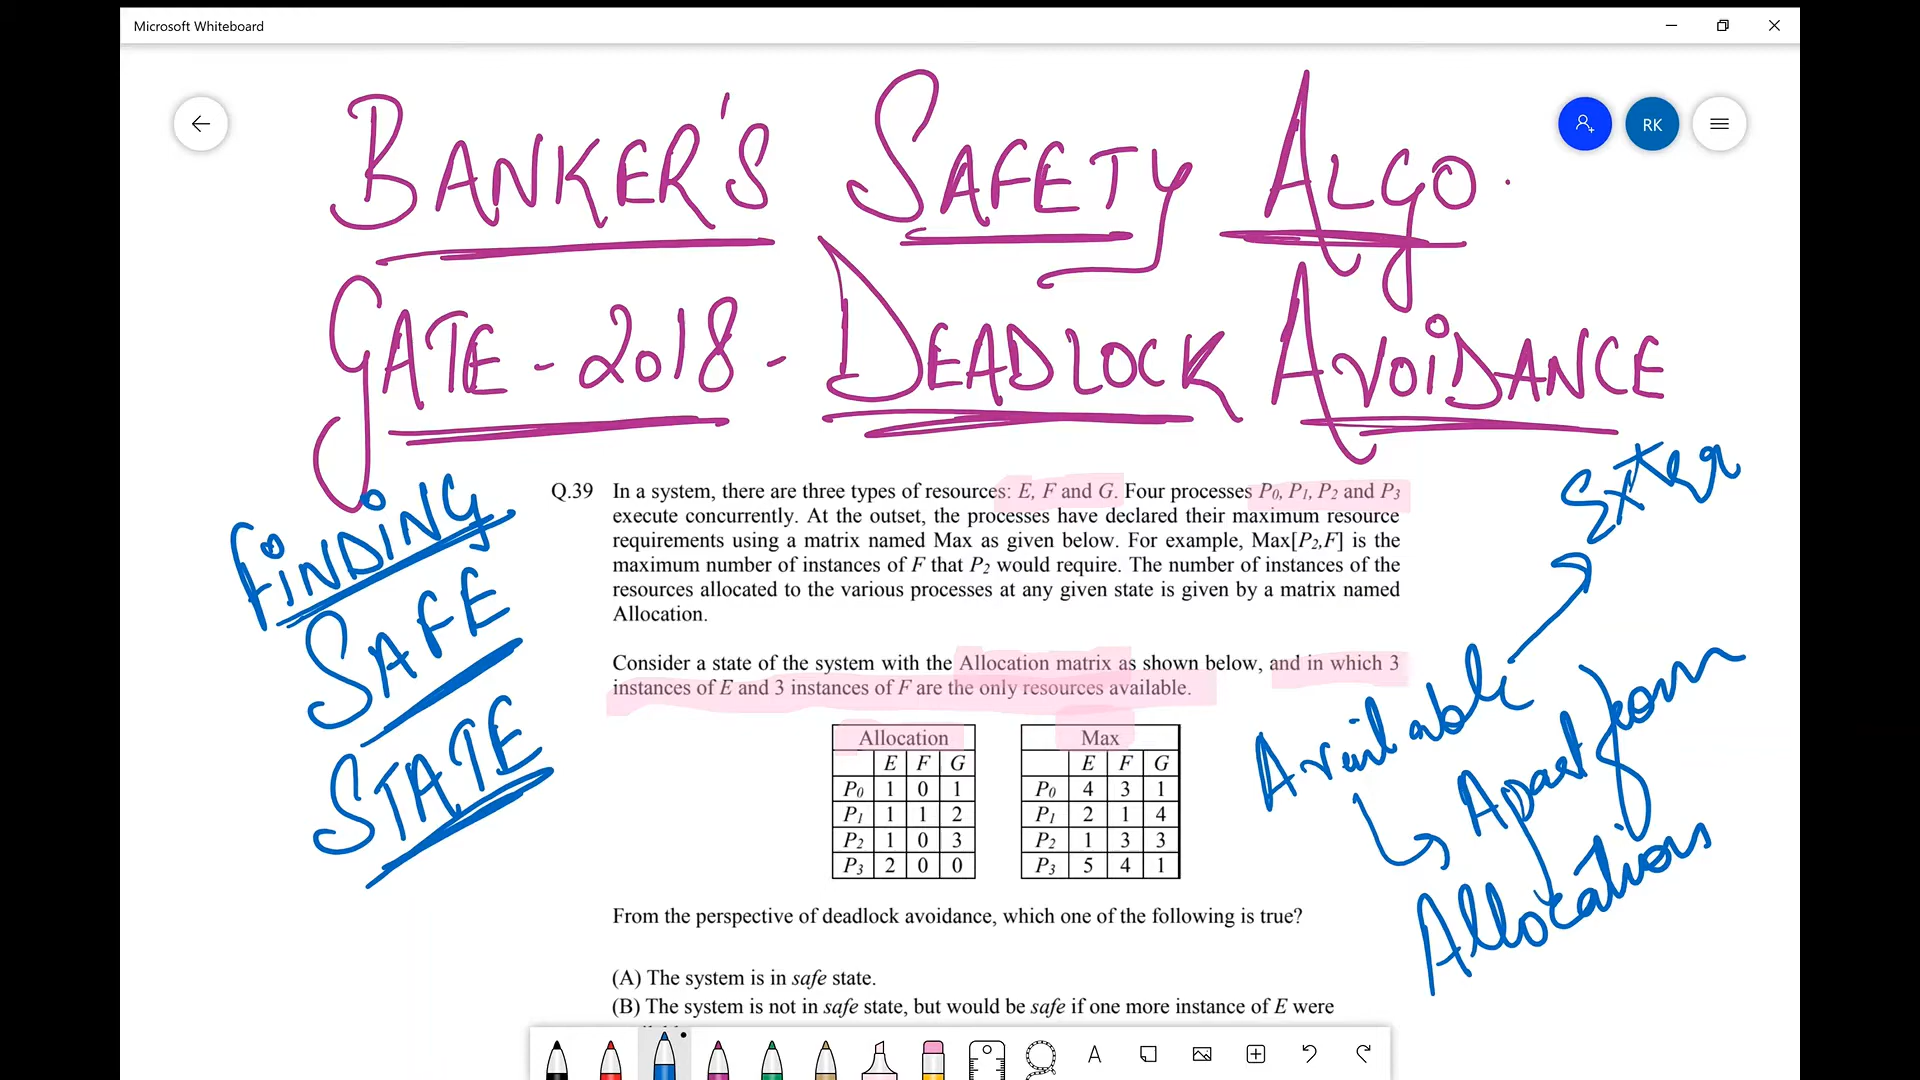 Microsoft Whiteboard
RK
BANKER'S SAFETY ALGO.
GATE-2018- DEADLOCK AVOIDANCE
FINDING
SAFE
STATE
Q.39 In a system, there are three types of resources: E, F and G. Four processes P0, P1, P2 and P3
execute concurrently. At the outset, the processes have declared their maximum resource
requirements using a matrix named Max as given below. For example, Max[P2,F] is the
maximum number of instances of F that P2 would require. The number of instances of the
resources allocated to the various processes at any given state is given by a matrix named
Allocation.
Consider a state of the system with the Allocation matrix as shown below, and in which 3
instances of E and 3 instances of F are the only resources available.
Allocation
E F G
P0 1 0 1
P1 1 1 2
P2 1 0 3
P3 2 0 0
Max
E F G
P0 4 3 1
P1 2 1 4
P2 1 3 3
P3 5 4 1
Available
Apart from
Allocations
From the perspective of deadlock avoidance, which one of the following is true?
(A) The system is in safe state.
(B) The system is not in safe state, but would be safe if one more instance of E were
A